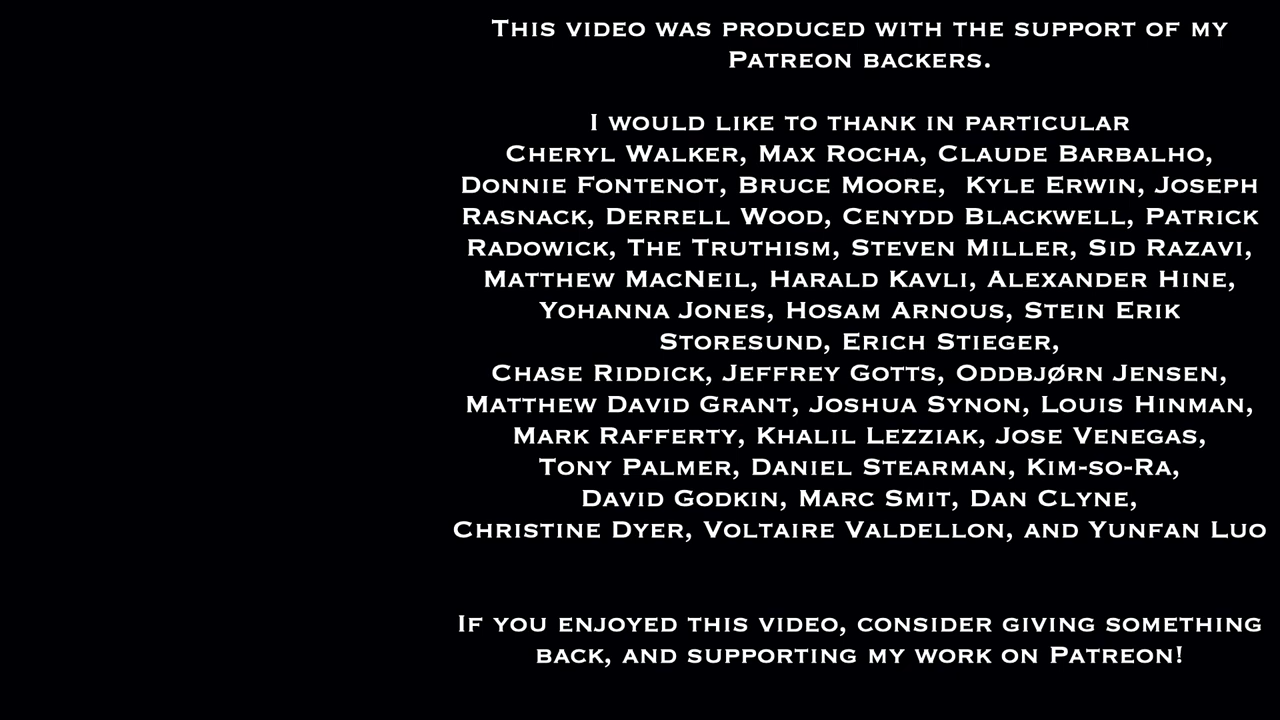 This video was produced with the support of my
Patreon backers.
I would like to thank in particular
Cheryl Walker, Max Rocha, Claude Barbalho,
Donnie Fontenot, Bruce Moore,  Kyle Erwin, Joseph
Rasnack, Derrell Wood, Cenydd Blackwell, Patrick
Radowick, The Truthism, Steven Miller, Sid Razavi,
Matthew MacNeil, Harald Kavli, Alexander Hine,
Yohanna Jones, Hosam Arnous, Stein Erik
Storesund, Erich Stieger,
Chase Riddick, Jeffrey Gotts, Oddbjørn Jensen,
Matthew David Grant, Joshua Synon, Louis Hinman,
Mark Rafferty, Khalil Lezziak, Jose Venegas,
Tony Palmer, Daniel Stearman, Kim-so-Ra,
David Godkin, Marc Smit, Dan Clyne,
Christine Dyer, Voltaire Valdellon, and Yunfan Luo
If you enjoyed this video, consider giving something
back, and supporting my work on Patreon!